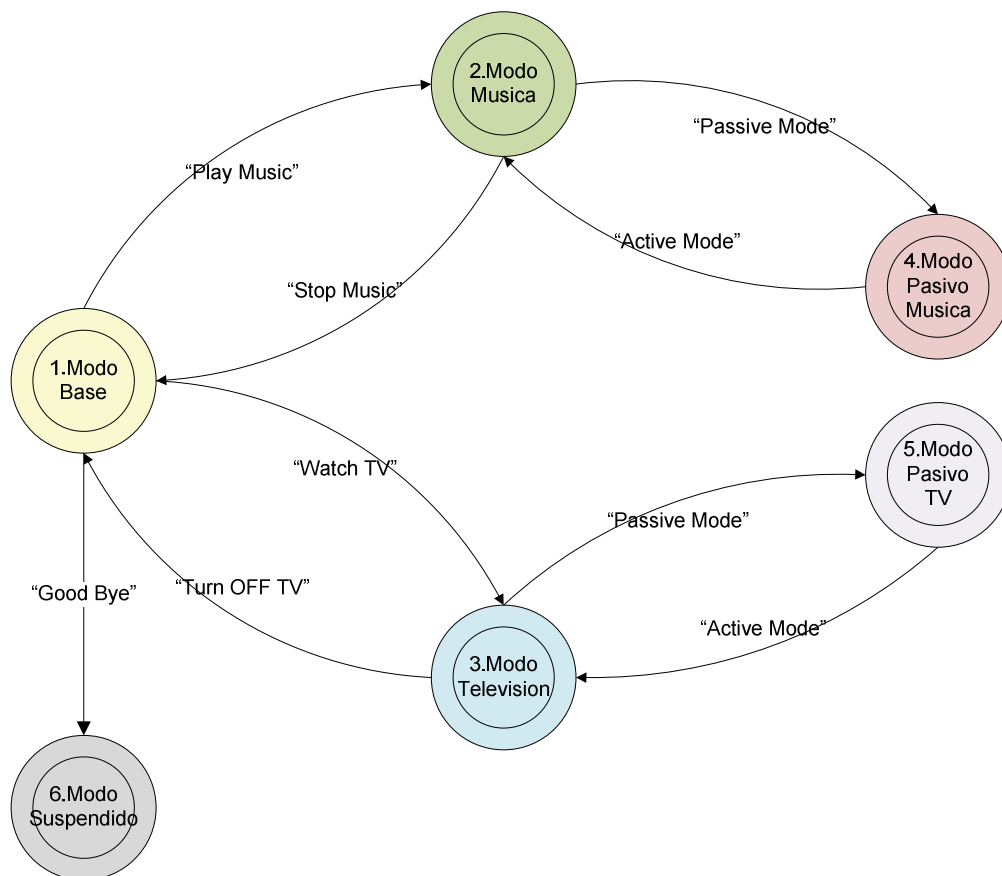 2.Modo
Musica
“Passive Mode”
“Play Music”
“Active Mode”
4.Modo
Pasivo
Musica
“Stop Music”
1.Modo
Base
5.Modo
Pasivo
TV
“Watch TV”
“Passive Mode”
“Good Bye”
“Turn OFF TV”
“Active Mode”
3.Modo
Television
6.Modo
Suspendido